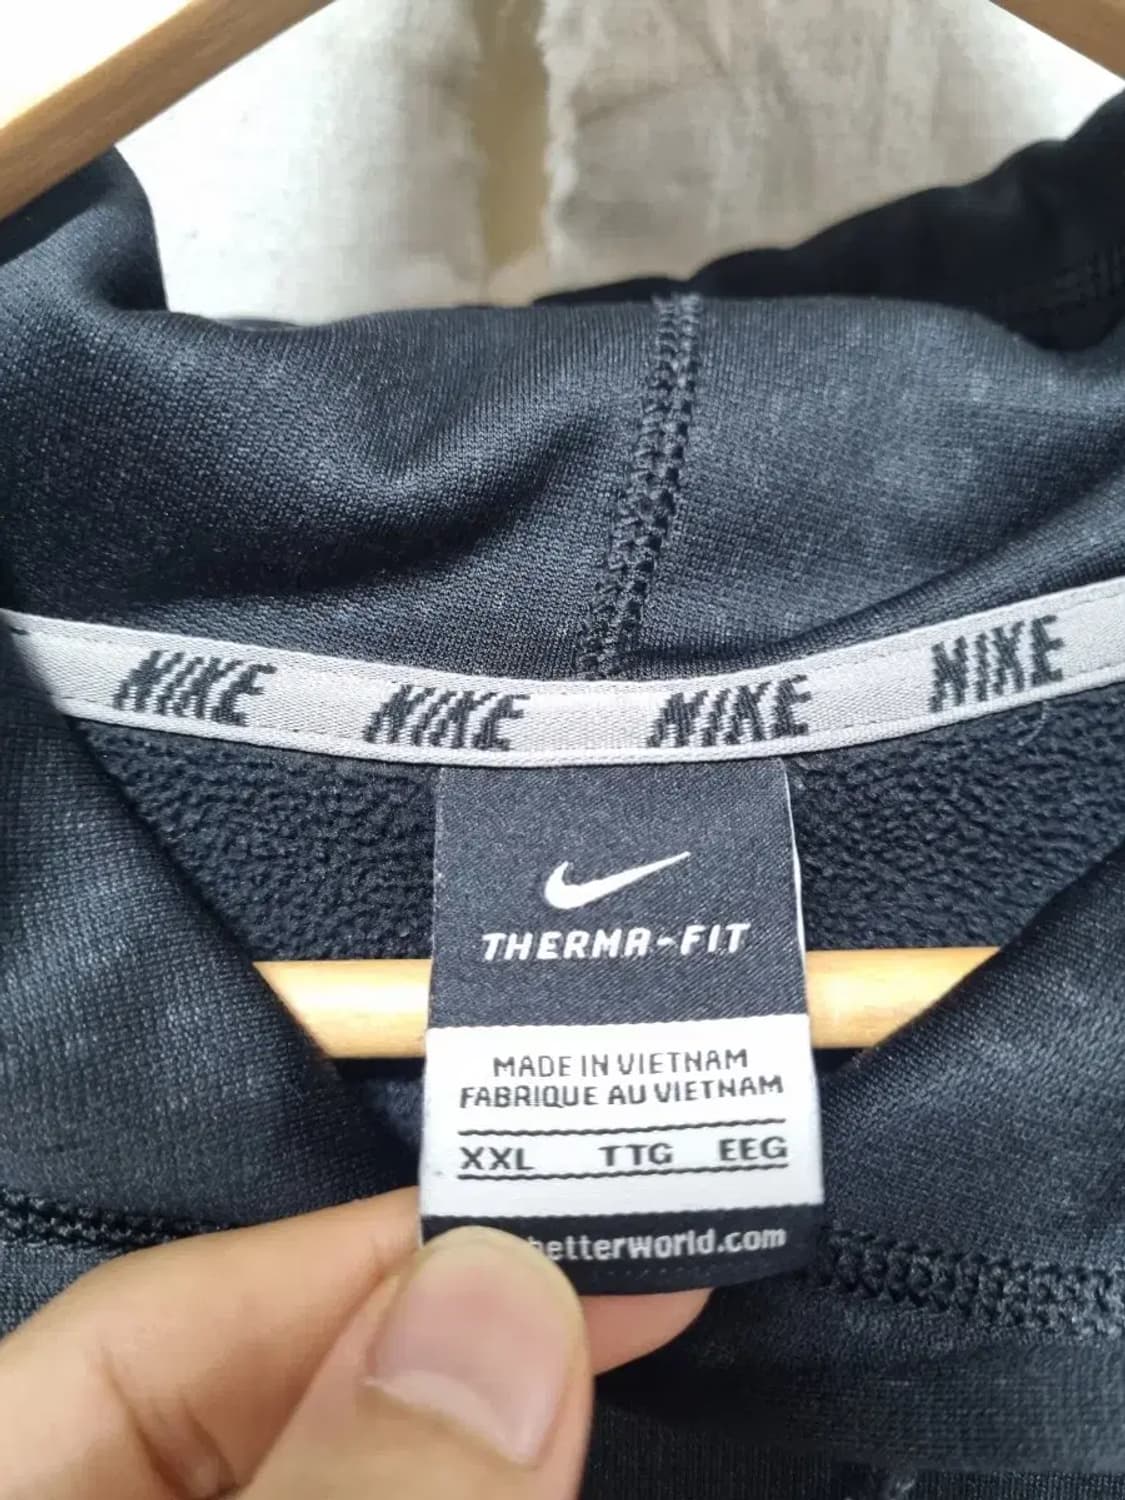 NIKE NIKE NIKE NIKE
THERMA-FIT
MADE IN VIETNAM
FABRIQUE AU VIETNAM
XXL TTG EEG
betterworld.com